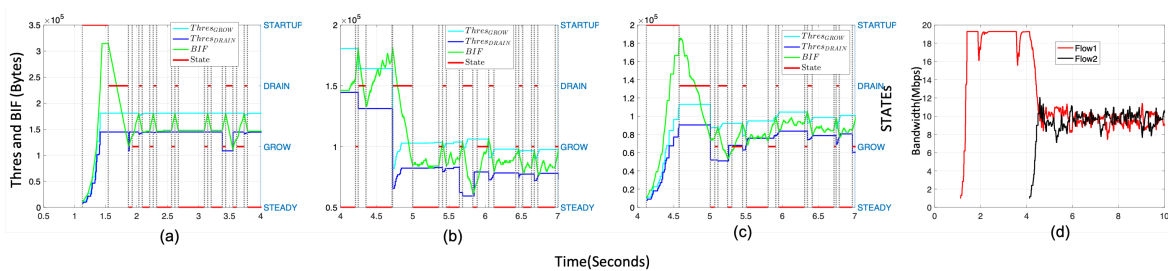 Thres and BIF (Bytes)
×10⁵
3.5
3
2.5
2
1.5
1
0.5
0
0.5 1 1.5 2 2.5 3 3.5 4
Thres_GROW
Thres_DRAIN
BIF
State
STARTUP
DRAIN
GROW
STEADY
(a)
×10⁵
2
1.5
1
0.5
4 4.5 5 5.5 6 6.5 7
Thres_GROW
Thres_DRAIN
BIF
State
STARTUP
DRAIN
GROW
STEADY
(b)
×10⁵
2
1.8
1.6
1.4
1.2
1
0.8
0.6
0.4
0.2
0
4 4.5 5 5.5 6 6.5 7
Thres_GROW
Thres_DRAIN
BIF
State
STARTUP
DRAIN
GROW
STEADY
STATEs
(c)
Bandwidth(Mbps)
20
18
16
14
12
10
8
6
4
2
0
0 2 4 6 8 10
Flow1
Flow2
(d)
Time(Seconds)